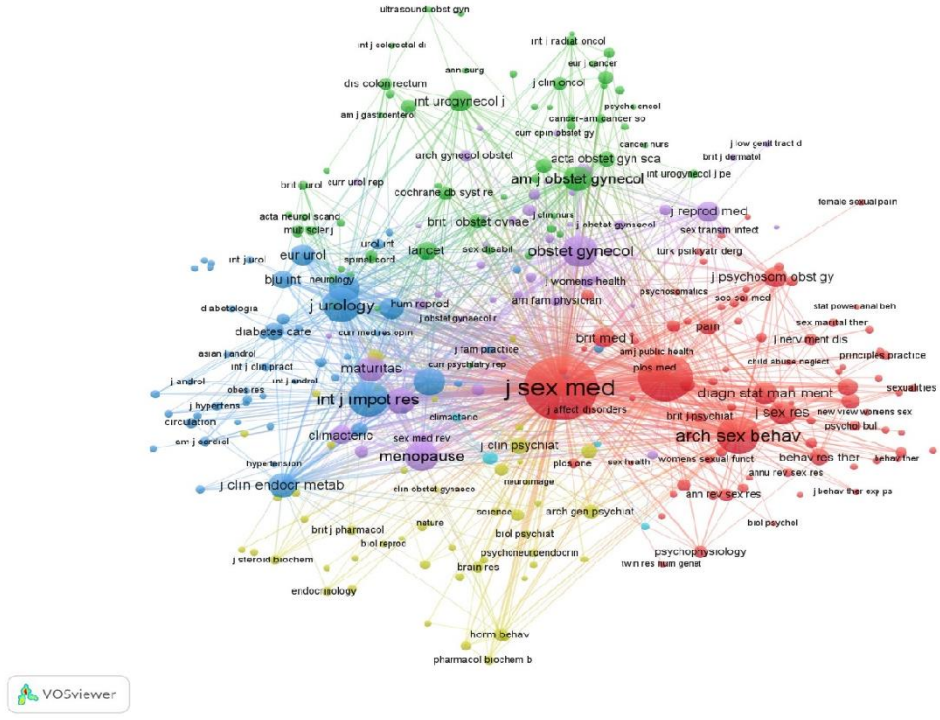 ultrasound obst gyn
int j radiat oncol
int j colorectal di
eur j cancer
ann surg
dis colon rectum
j clin oncol
int urogynecol j
psycho oncol
am j gastroentero
cancer-am cancer so
curr opin obstet gy
cancer nurs
j low genit tract d
arch gynecol obstet
acta obstet gyn sca
brit j dermatol
int urogynecol j pe
am j obstet gynecol
brit j urol
curr urol rep
cochrane db syst re
female sexual pain
j reprod med
acta neurol scand
brit j obstet gynae
j clin nurs
j obstet gynaecol
mult scler j
sex transm infect
urol int
lancet
sex disabil
obstet gynecol
turk psikiyatr derg
eur urol
spinal cord
int j urol
bju int
neurology
j womens health
j psychosom obst gy
psychosomatics
diabetologia
j urology
hum reprod
am fam physician
soc sci med
stat power anal beh
diabetes care
j obstet gynaecol r
pain
sex marital ther
curr med res opin
brit med j
j nerv ment dis
asian j androl
j fam practice
amj public health
principles practice
int j clin pract
maturitas
curr psychiatry rep
plos med
child abuse neglect
j androl
int j androl
j sex med
sexualities
obes res
diagn stat man ment
j hypertens
int j impot res
j affect disorders
j sex res
new view womens sex
circulation
climacteric
brit j psychiat
psychol bul
am j cardiol
climacteric
sex med rev
j clin psychiat
arch sex behav
menopause
behav res ther
behav ther
hypertension
plos one
sex health
womens sexual funct
annu rev sex res
j clin endocr metab
neuroimage
j behav ther exp ps
clin obstet gynaeco
ann rev sex res
science
arch gen psychiat
brit j pharmacol
nature
biol psychiat
biol psychol
biol reprod
j steroid biochem
psychoneuroendocrin
psychophysiology
brain res
twin res hum genet
endocrinology
horm behav
pharmacol biochem b
VOSviewer